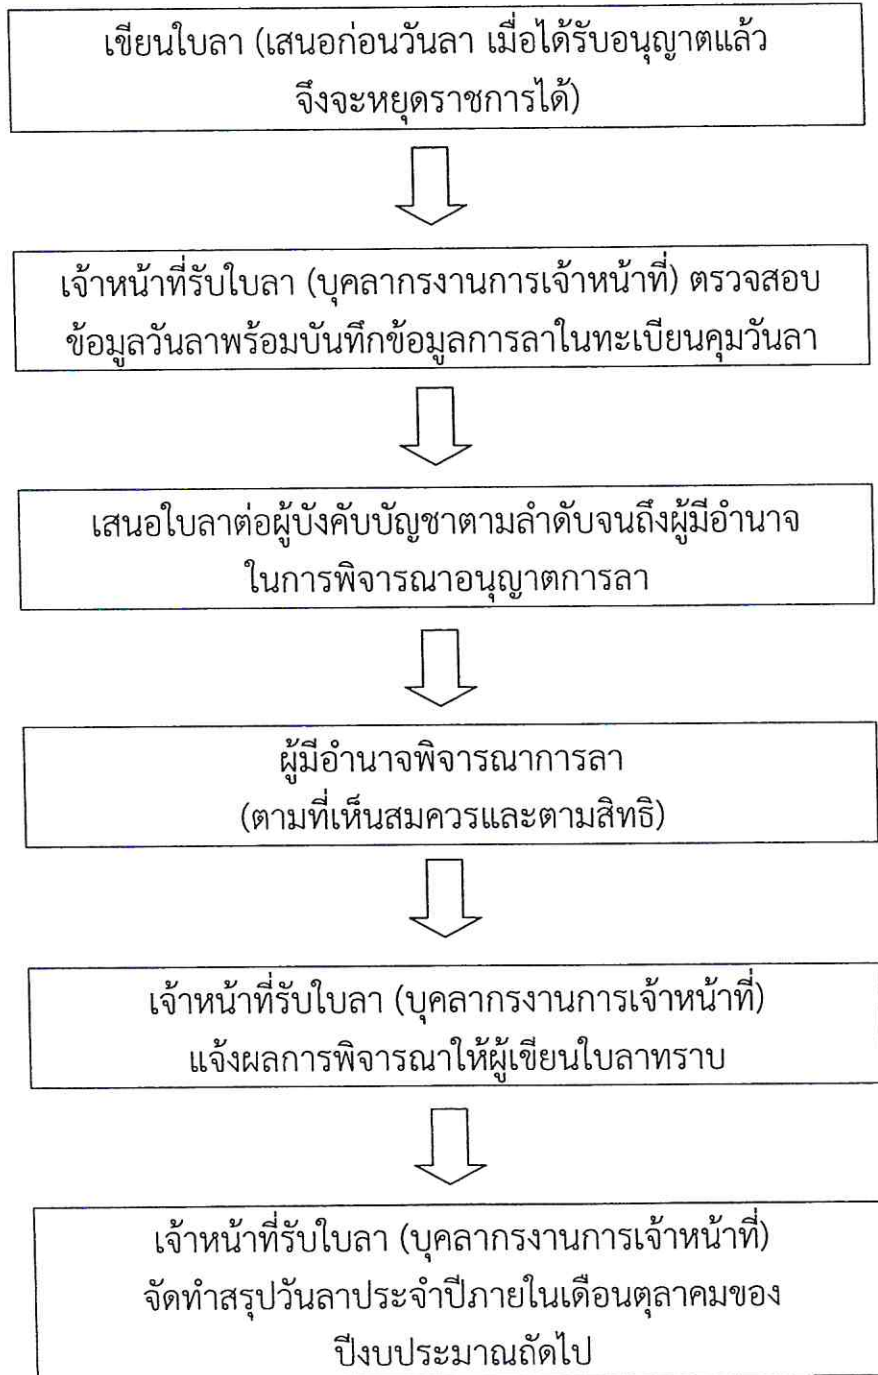 เขียนใบลา (เสนอก่อนวันลา เมื่อได้รับอนุญาตแล้ว
จึงจะหยุดราชการได้)
เจ้าหน้าที่รับใบลา (บุคลากรงานการเจ้าหน้าที่) ตรวจสอบ
ข้อมูลวันลาพร้อมบันทึกข้อมูลการลาในทะเบียนคุมวันลา
เสนอใบลาต่อผู้บังคับบัญชาตามลำดับจนถึงผู้มีอำนาจ
ในการพิจารณาอนุญาตการลา
ผู้มีอำนาจพิจารณาการลา
(ตามที่เห็นสมควรและตามสิทธิ)
เจ้าหน้าที่รับใบลา (บุคลากรงานการเจ้าหน้าที่)
แจ้งผลการพิจารณาให้ผู้เขียนใบลาทราบ
เจ้าหน้าที่รับใบลา (บุคลากรงานการเจ้าหน้าที่)
จัดทำสรุปวันลาประจำปีภายในเดือนตุลาคมของ
ปีงบประมาณถัดไป